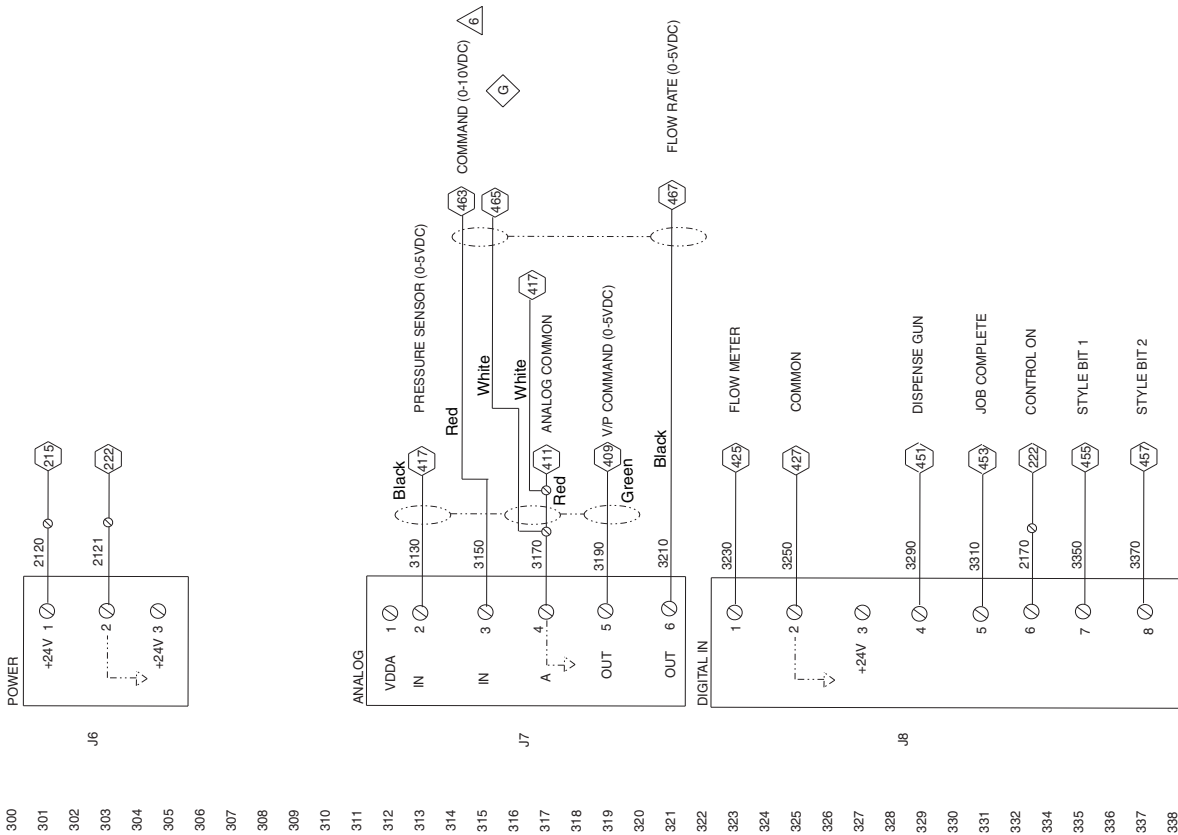 300
301
302
303
304
305
306
307
308
309
310
311
312
313
314
315
316
317
318
319
320
321
322
323
324
325
326
327
328
329
330
331
332
334
335
336
337
338
J6
POWER
+24V 1 2120 215
2 2121 222
+24V 3
J7
ANALOG
VDDA 1
IN 2 3130 Black 417 PRESSURE SENSOR (0-5VDC)
IN 3 3150 Red 463 COMMAND (0-10VDC) 6
White 465 G
White 417
A 4 3170 Red 411 ANALOG COMMON
OUT 5 3190 Green 409 V/P COMMAND (0-5VDC)
OUT 6 3210 Black 467 FLOW RATE (0-5VDC)
J8
DIGITAL IN
1 3230 425 FLOW METER
2 3250 427 COMMON
+24V 3
4 3290 451 DISPENSE GUN
5 3310 453 JOB COMPLETE
6 2170 222 CONTROL ON
7 3350 455 STYLE BIT 1
8 3370 457 STYLE BIT 2